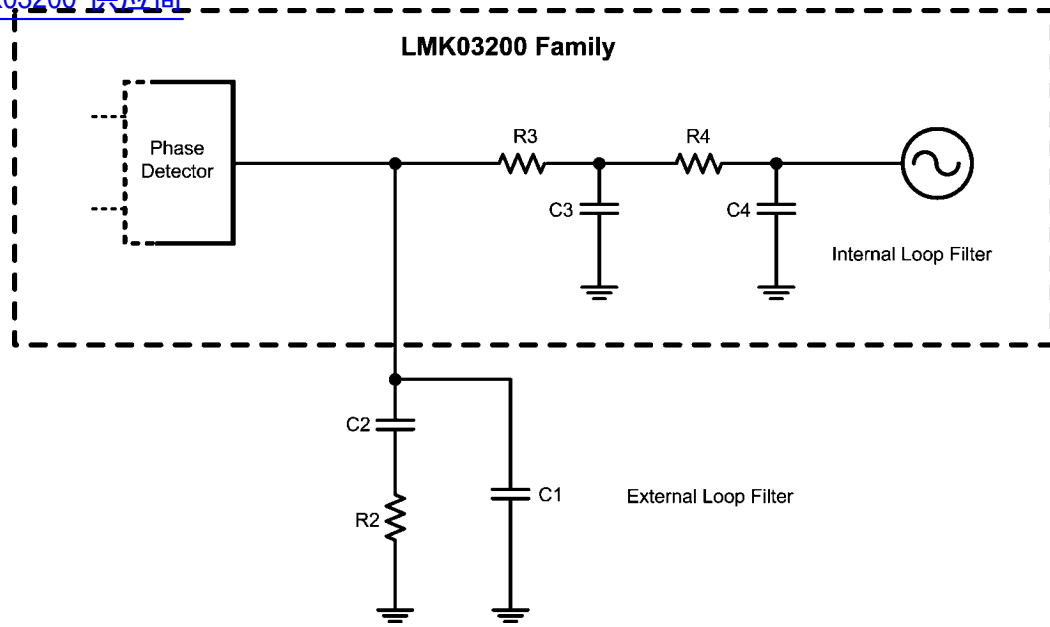 LMK03200 Family
Phase
Detector
R3
R4
C3
C4
Internal Loop Filter
C2
R2
C1
External Loop Filter